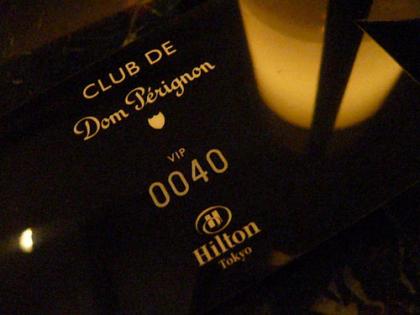 CLUB DE
Dom Pérignon
VIP
0040
H
Hilton
Tokyo